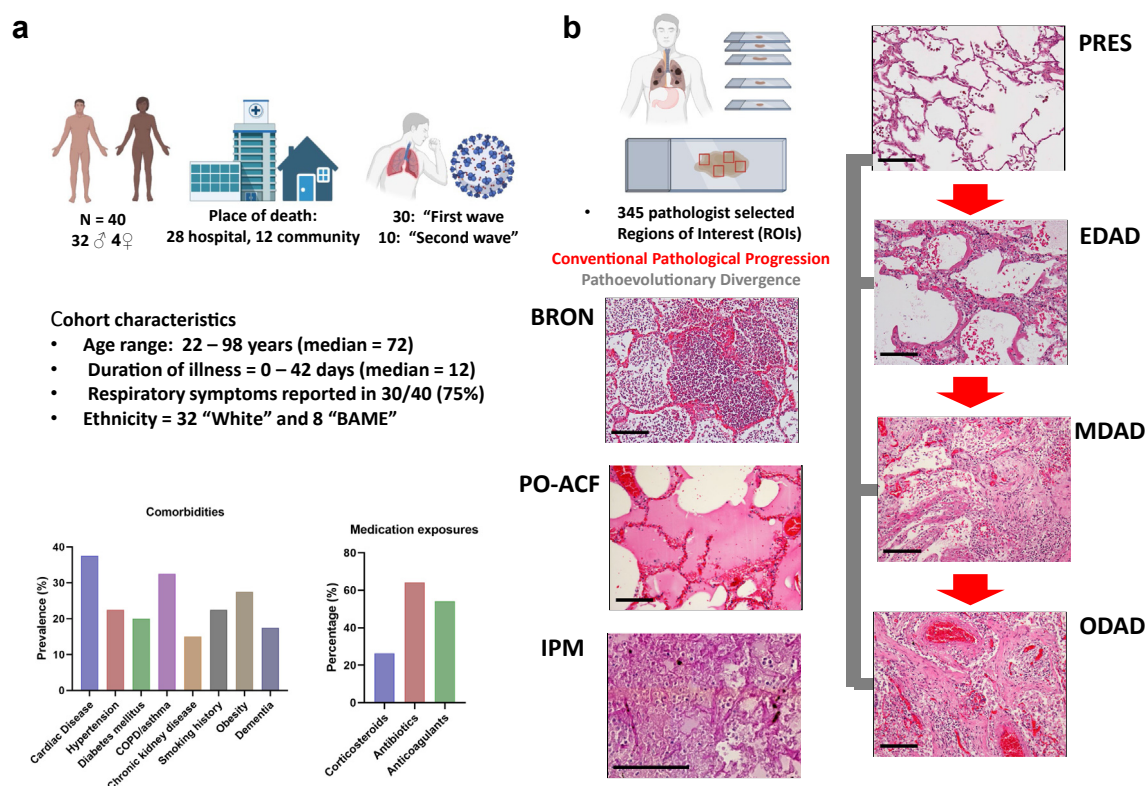 a
N = 40
32 ♂ 4♀
Place of death:
28 hospital, 12 community
30: “First wave
10: “Second wave”
Cohort characteristics
• Age range: 22 – 98 years (median = 72)
• Duration of illness = 0 – 42 days (median = 12)
• Respiratory symptoms reported in 30/40 (75%)
• Ethnicity = 32 “White” and 8 “BAME”
Comorbidities
Prevalence (%)
40
30
20
10
0
Cardiac Disease
Hypertension
Diabetes mellitus
COPD/asthma
Chronic kidney disease
Smoking history
Obesity
Dementia
Medication exposures
Percentage (%)
80
60
40
20
0
Corticosteroids
Antibiotics
Anticoagulants
b
• 345 pathologist selected
Regions of Interest (ROIs)
Conventional Pathological Progression
Pathoevolutionary Divergence
BRON
PO-ACF
IPM
PRES
EDAD
MDAD
ODAD